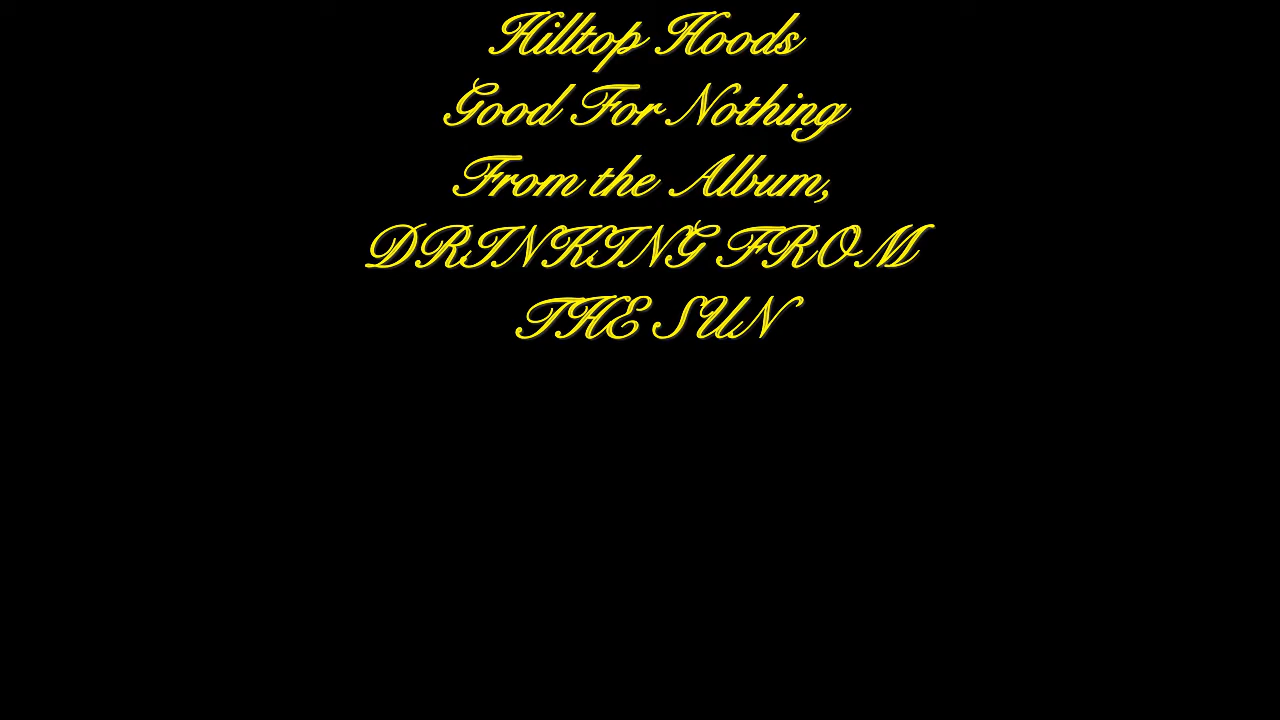 Hilltop Hoods
Good For Nothing
From the Album,
DRINKING FROM
THE SUN